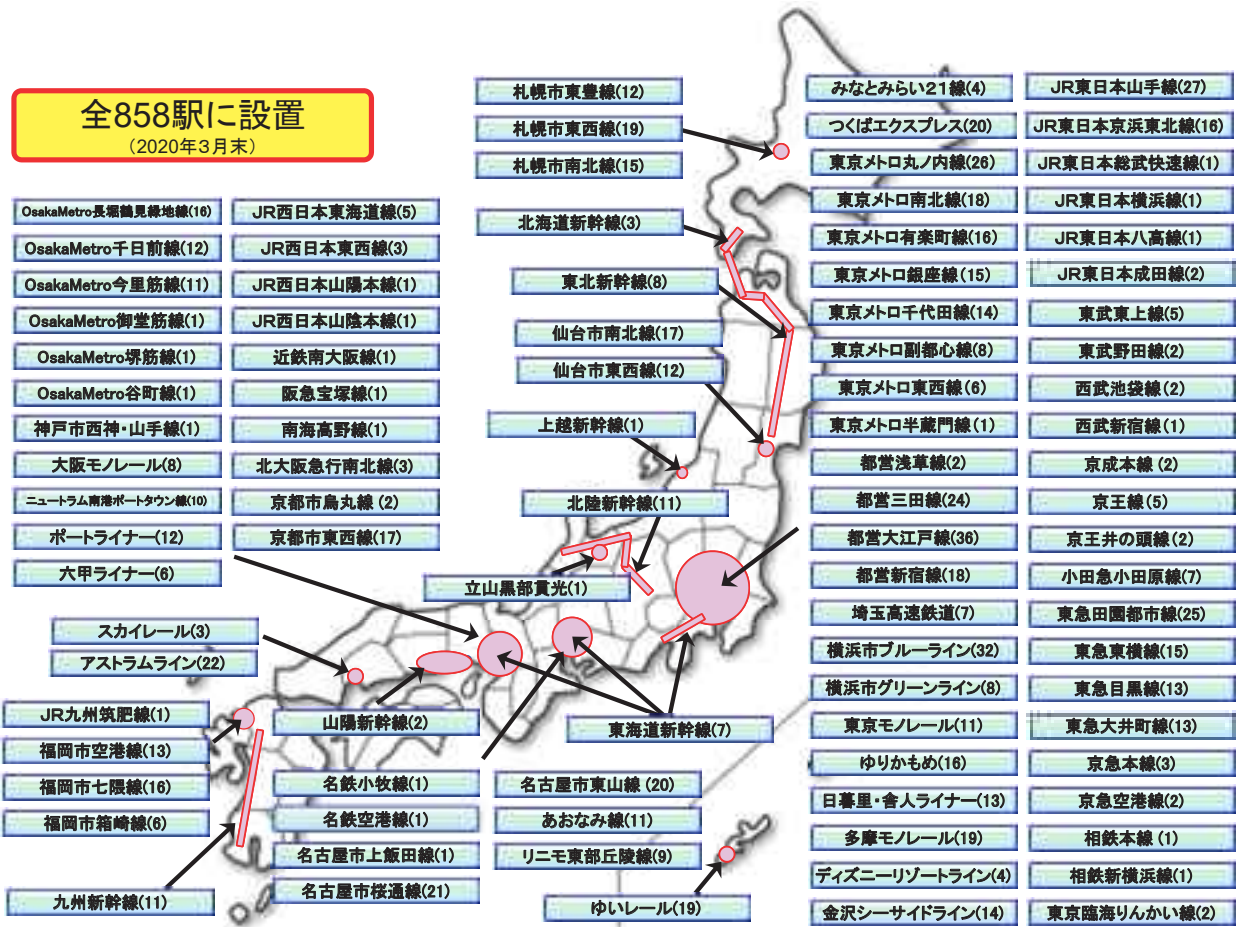 全858駅に設置
(2020年3月末)
OsakaMetro長堀鶴見緑地線(16)
OsakaMetro千日前線(12)
OsakaMetro今里筋線(11)
OsakaMetro御堂筋線(1)
OsakaMetro堺筋線(1)
OsakaMetro谷町線(1)
神戸市西神・山手線(1)
大阪モノレール(8)
ニュートラム南港ポートタウン線(10)
ポートライナー(12)
六甲ライナー(6)
JR西日本東海道線(5)
JR西日本東西線(3)
JR西日本山陽本線(1)
JR西日本山陰本線(1)
近鉄南大阪線(1)
阪急宝塚線(1)
南海高野線(1)
北大阪急行南北線(3)
京都市烏丸線(2)
京都市東西線(17)
スカイレール(3)
アストラムライン(22)
JR九州筑肥線(1)
福岡市空港線(13)
福岡市七隈線(16)
福岡市箱崎線(6)
九州新幹線(11)
山陽新幹線(2)
名鉄小牧線(1)
名鉄空港線(1)
名古屋市上飯田線(1)
名古屋市桜通線(21)
名古屋市東山線(20)
あおなみ線(11)
リニモ東部丘陵線(9)
ゆいレール(19)
東海道新幹線(7)
札幌市東豊線(12)
札幌市東西線(19)
札幌市南北線(15)
北海道新幹線(3)
東北新幹線(8)
仙台市南北線(17)
仙台市東西線(12)
上越新幹線(1)
北陸新幹線(11)
立山黒部貫光(1)
みなとみらい21線(4)
つくばエクスプレス(20)
東京メトロ丸ノ内線(26)
東京メトロ南北線(18)
東京メトロ有楽町線(16)
東京メトロ銀座線(15)
東京メトロ千代田線(14)
東京メトロ副都心線(8)
東京メトロ東西線(6)
東京メトロ半蔵門線(1)
都営浅草線(2)
都営三田線(24)
都営大江戸線(36)
都営新宿線(18)
埼玉高速鉄道(7)
横浜市ブルーライン(32)
横浜市グリーンライン(8)
東京モノレール(11)
ゆりかもめ(16)
日暮里・舎人ライナー(13)
多摩モノレール(19)
ディズニーリゾートライン(4)
金沢シーサイドライン(14)
JR東日本山手線(27)
JR東日本京浜東北線(16)
JR東日本総武快速線(1)
JR東日本横浜線(1)
JR東日本八高線(1)
JR東日本成田線(2)
東武東上線(5)
東武野田線(2)
西武池袋線(2)
西武新宿線(1)
京成本線(2)
京王線(5)
京王井の頭線(2)
小田急小田原線(7)
東急田園都市線(25)
東急東横線(15)
東急目黒線(13)
東急大井町線(13)
京急本線(3)
京急空港線(2)
相鉄本線(1)
相鉄新横浜線(1)
東京臨海りんかい線(2)